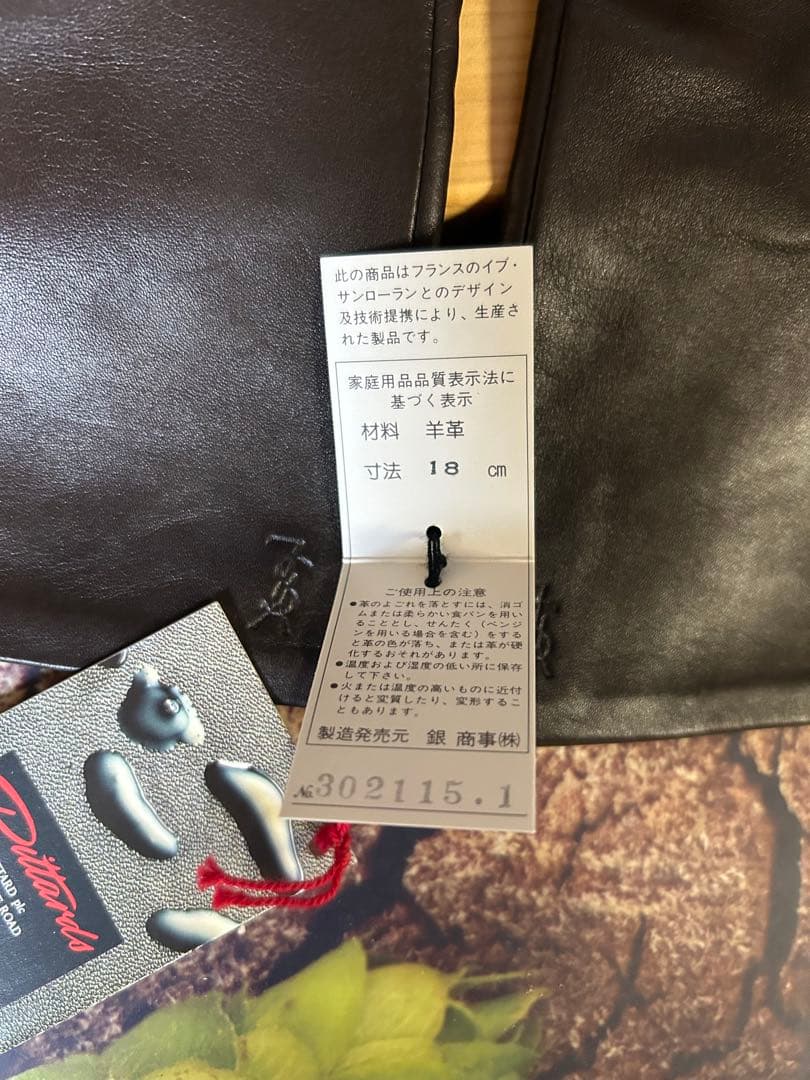 此の商品はフランスのイブ・
サンローランとのデザイン
及技術提携により、生産さ
れた製品です。
家庭用品品質表示法に
基づく表示
材料 羊革
寸法 18 cm
ご使用上の注意
●革のよごれを落とすには、消ゴ
ムまたは柔らかい食パンを用い
ることとし、せんたく（ベンジ
ンを用いる場合を含む）をする
と革の色が落ち、または革が硬
化するおそれがあります。
●温度および湿度の低い所に保存
して下さい。
●火または温度の高いものに近付
けると変質したり、変形するこ
ともあります。
製造発売元 銀商事㈱
No.302115.1
YSL
Pittards
TARD plc
ROAD